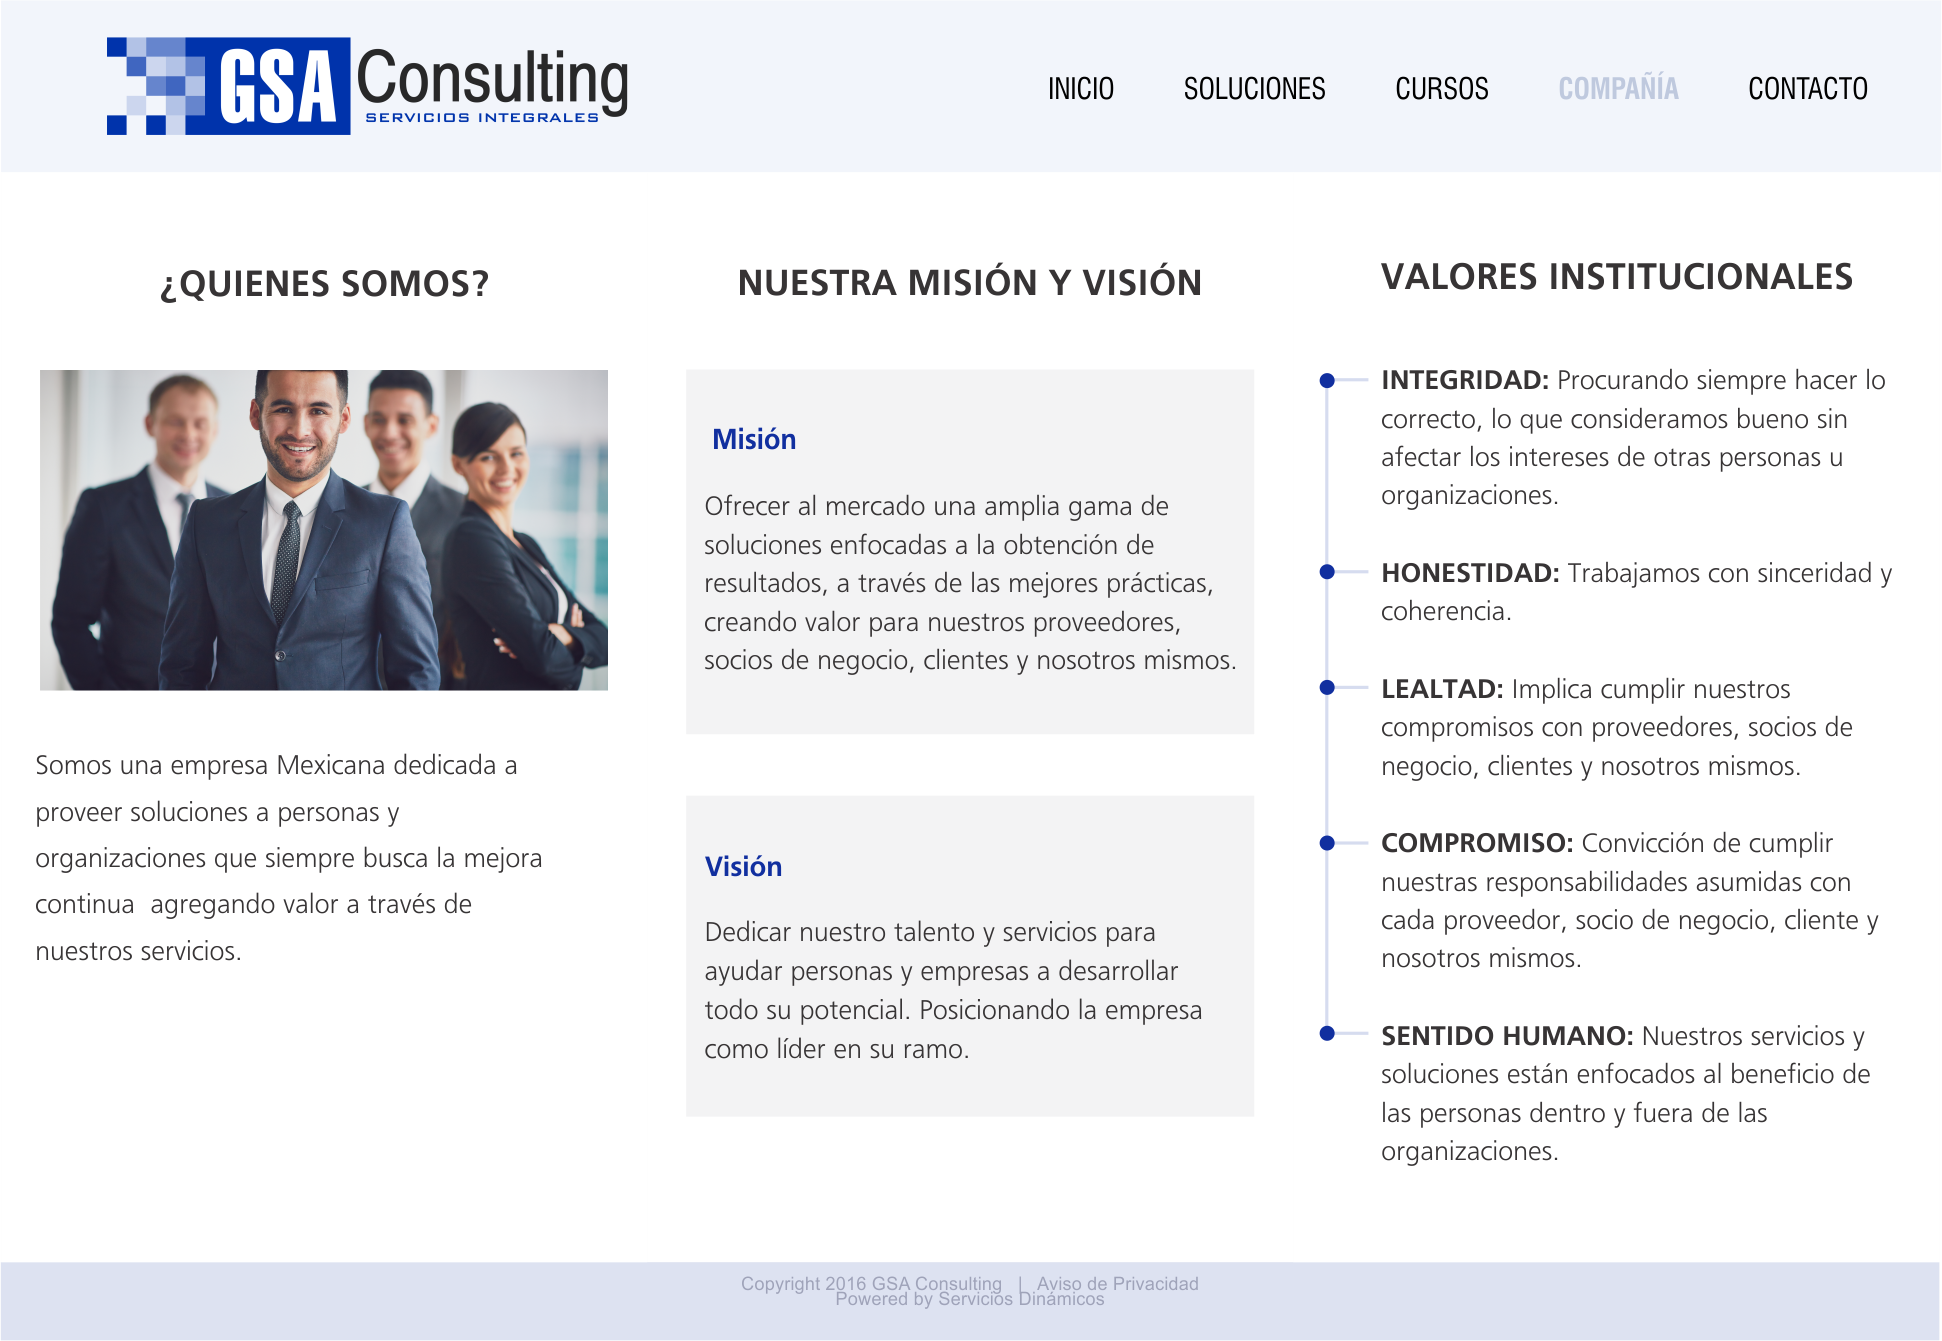 GSA Consulting
SERVICIOS INTEGRALES
INICIO SOLUCIONES CURSOS COMPAÑÍA CONTACTO
¿QUIENES SOMOS?
Somos una empresa Mexicana dedicada a
proveer soluciones a personas y
organizaciones que siempre busca la mejora
continua  agregando valor a través de
nuestros servicios.
NUESTRA MISIÓN Y VISIÓN
Misión
Ofrecer al mercado una amplia gama de
soluciones enfocadas a la obtención de
resultados, a través de las mejores prácticas,
creando valor para nuestros proveedores,
socios de negocio, clientes y nosotros mismos.
Visión
Dedicar nuestro talento y servicios para
ayudar personas y empresas a desarrollar
todo su potencial. Posicionando la empresa
como líder en su ramo.
VALORES INSTITUCIONALES
INTEGRIDAD: Procurando siempre hacer lo
correcto, lo que consideramos bueno sin
afectar los intereses de otras personas u
organizaciones.
HONESTIDAD: Trabajamos con sinceridad y
coherencia.
LEALTAD: Implica cumplir nuestros
compromisos con proveedores, socios de
negocio, clientes y nosotros mismos.
COMPROMISO: Convicción de cumplir
nuestras responsabilidades asumidas con
cada proveedor, socio de negocio, cliente y
nosotros mismos.
SENTIDO HUMANO: Nuestros servicios y
soluciones están enfocados al beneficio de
las personas dentro y fuera de las
organizaciones.
Copyright 2016 GSA Consulting | Aviso de Privacidad
Powered by Servicios Dinámicos